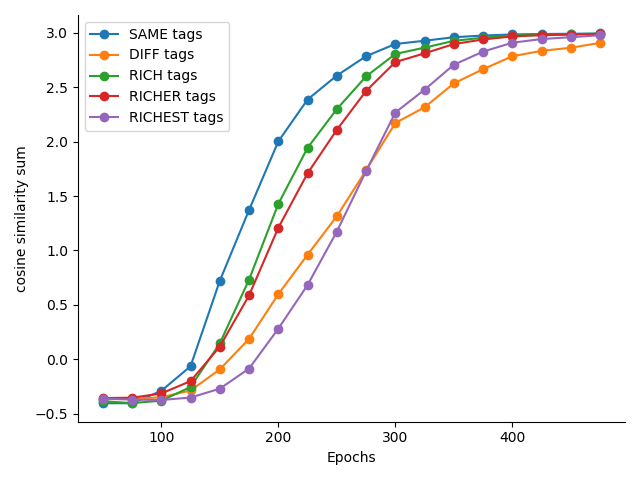 SAME tags
DIFF tags
RICH tags
RICHER tags
RICHEST tags
3.0
2.5
2.0
1.5
1.0
0.5
0.0
−0.5
cosine similarity sum
100 200 300 400
Epochs